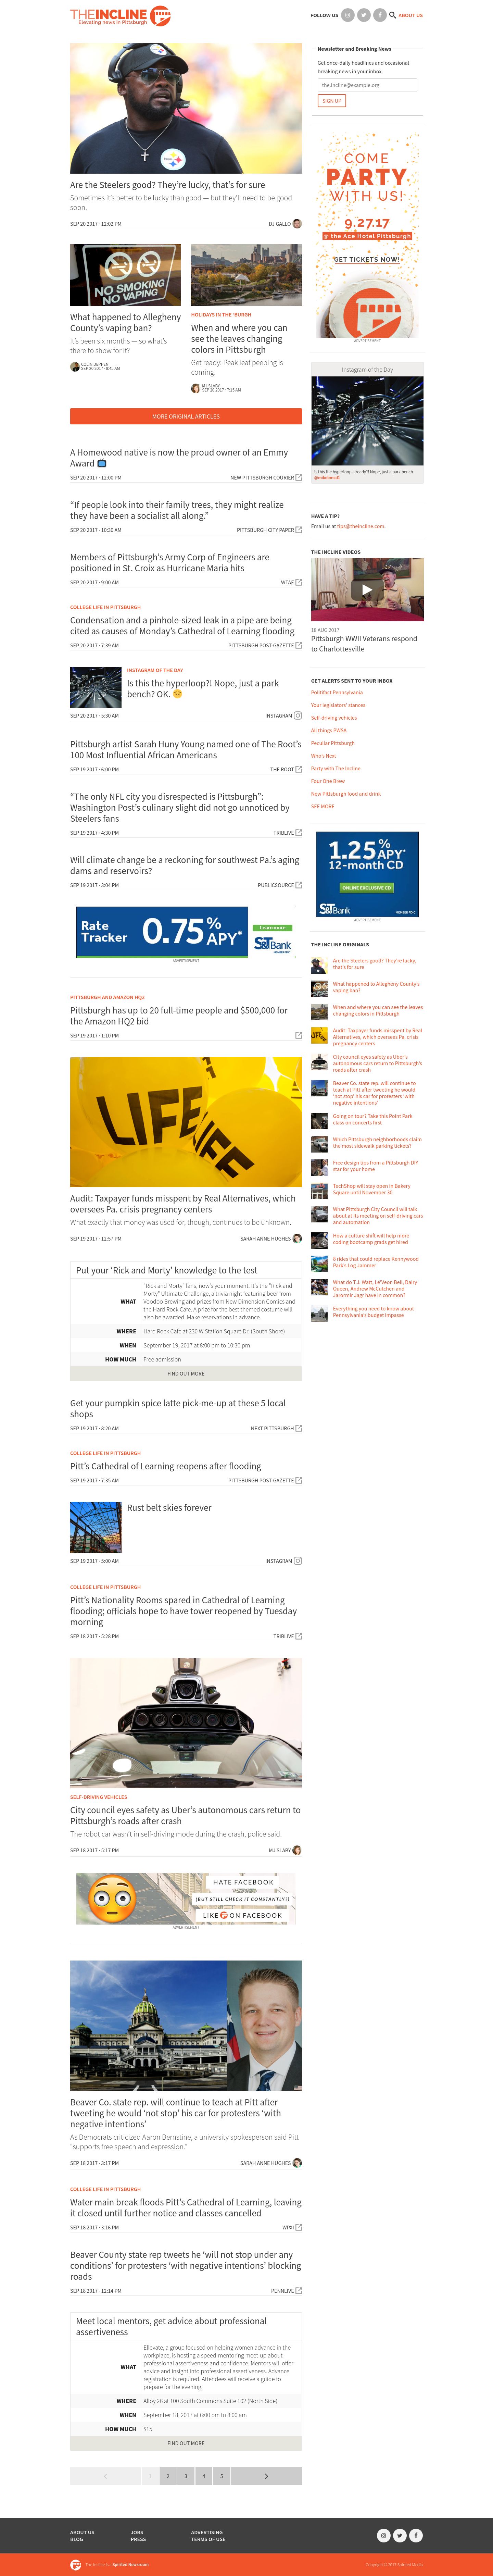 THEINCLINE
Elevating news in Pittsburgh
FOLLOW US
ABOUT US
Are the Steelers good? They're lucky, that's for sure
Sometimes it's better to be lucky than good — but they'll need to be good
soon.
SEP 20 2017 · 12:02 PM
DJ GALLO
NO SMOKING
NO VAPING
What happened to Allegheny
County's vaping ban?
It's been six months — so what's
there to show for it?
COLIN DEPPEN
SEP 20 2017 · 8:45 AM
HOLIDAYS IN THE 'BURGH
When and where you can
see the leaves changing
colors in Pittsburgh
Get ready: Peak leaf peeping is
coming.
MJ SLABY
SEP 20 2017 · 7:15 AM
MORE ORIGINAL ARTICLES
A Homewood native is now the proud owner of an Emmy
Award 📺
SEP 20 2017 · 12:00 PM
NEW PITTSBURGH COURIER
“If people look into their family trees, they might realize
they have been a socialist all along.”
SEP 20 2017 · 10:30 AM
PITTSBURGH CITY PAPER
Members of Pittsburgh's Army Corp of Engineers are
positioned in St. Croix as Hurricane Maria hits
SEP 20 2017 · 9:00 AM
WTAE
COLLEGE LIFE IN PITTSBURGH
Condensation and a pinhole-sized leak in a pipe are being
cited as causes of Monday's Cathedral of Learning flooding
SEP 20 2017 · 7:39 AM
PITTSBURGH POST-GAZETTE
INSTAGRAM OF THE DAY
Is this the hyperloop?! Nope, just a park
bench? OK. 😟
SEP 20 2017 · 5:30 AM
INSTAGRAM
Pittsburgh artist Sarah Huny Young named one of The Root's
100 Most Influential African Americans
SEP 19 2017 · 6:00 PM
THE ROOT
“The only NFL city you disrespected is Pittsburgh”:
Washington Post's culinary slight did not go unnoticed by
Steelers fans
SEP 19 2017 · 4:30 PM
TRIBLIVE
Will climate change be a reckoning for southwest Pa.'s aging
dams and reservoirs?
SEP 19 2017 · 3:04 PM
PUBLICSOURCE
Rate
Tracker
0.75%
APY*
Learn more
S&T Bank
MEMBER FDIC
ADVERTISEMENT
PITTSBURGH AND AMAZON HQ2
Pittsburgh has up to 20 full-time people and $500,000 for
the Amazon HQ2 bid
SEP 19 2017 · 1:10 PM
LIFE
LIFE
Audit: Taxpayer funds misspent by Real Alternatives, which
oversees Pa. crisis pregnancy centers
What exactly that money was used for, though, continues to be unknown.
SEP 19 2017 · 12:57 PM
SARAH ANNE HUGHES
Put your ‘Rick and Morty’ knowledge to the test
WHAT
"Rick and Morty" fans, now's your moment. It's the "Rick and
Morty" Ultimate Challenge, a trivia night featuring beer from
Voodoo Brewing and prizes from New Dimension Comics and
the Hard Rock Cafe. A prize for the best themed costume will
also be awarded. Make reservations in advance.
WHERE
Hard Rock Cafe at 230 W Station Square Dr. (South Shore)
WHEN
September 19, 2017 at 8:00 pm to 10:30 pm
HOW MUCH
Free admission
FIND OUT MORE
Get your pumpkin spice latte pick-me-up at these 5 local
shops
SEP 19 2017 · 8:20 AM
NEXT PITTSBURGH
COLLEGE LIFE IN PITTSBURGH
Pitt's Cathedral of Learning reopens after flooding
SEP 19 2017 · 7:35 AM
PITTSBURGH POST-GAZETTE
Rust belt skies forever
SEP 19 2017 · 5:00 AM
INSTAGRAM
COLLEGE LIFE IN PITTSBURGH
Pitt's Nationality Rooms spared in Cathedral of Learning
flooding; officials hope to have tower reopened by Tuesday
morning
SEP 18 2017 · 5:28 PM
TRIBLIVE
SELF-DRIVING VEHICLES
City council eyes safety as Uber's autonomous cars return to
Pittsburgh's roads after crash
The robot car wasn't in self-driving mode during the crash, police said.
SEP 18 2017 · 5:17 PM
MJ SLABY
HATE FACEBOOK
(BUT STILL CHECK IT CONSTANTLY?)
LIKE ON FACEBOOK
ADVERTISEMENT
Beaver Co. state rep. will continue to teach at Pitt after
tweeting he would ‘not stop’ his car for protesters ‘with
negative intentions’
As Democrats criticized Aaron Bernstine, a university spokesperson said Pitt
“supports free speech and expression.”
SEP 18 2017 · 3:17 PM
SARAH ANNE HUGHES
COLLEGE LIFE IN PITTSBURGH
Water main break floods Pitt's Cathedral of Learning, leaving
it closed until further notice and classes cancelled
SEP 18 2017 · 3:16 PM
WPXI
Beaver County state rep tweets he ‘will not stop under any
conditions’ for protesters ‘with negative intentions’ blocking
roads
SEP 18 2017 · 12:14 PM
PENNLIVE
Meet local mentors, get advice about professional
assertiveness
WHAT
Ellevate, a group focused on helping women advance in the
workplace, is hosting a speed-mentoring meet-up about
professional assertiveness and confidence. Mentors will offer
advice and insight into professional assertiveness. Advance
registration is required. Attendees will receive a guide to
prepare for the evening.
WHERE
Alloy 26 at 100 South Commons Suite 102 (North Side)
WHEN
September 18, 2017 at 6:00 pm to 8:00 am
HOW MUCH
$15
FIND OUT MORE
1 2 3 4 5
Newsletter and Breaking News
Get once-daily headlines and occasional
breaking news in your inbox.
the.incline@example.org
SIGN UP
COME
PARTY
WITH US!
9.27.17
@ the Ace Hotel Pittsburgh
GET TICKETS NOW!
ADVERTISEMENT
Instagram of the Day
Is this the hyperloop already?! Nope, just a park bench.
HAVE A TIP?
Email us at tips@theincline.com.
THE INCLINE VIDEOS
18 AUG 2017
Pittsburgh WWII Veterans respond
to Charlottesville
GET ALERTS SENT TO YOUR INBOX
Politifact Pennsylvania
Your legislators' stances
Self-driving vehicles
All things PWSA
Peculiar Pittsburgh
Who's Next
Party with The Incline
Four One Brew
New Pittsburgh food and drink
SEE MORE
1.25%
APY*
12-month CD
ONLINE EXCLUSIVE CD
S&T Bank
MEMBER FDIC
ADVERTISEMENT
THE INCLINE ORIGINALS
Are the Steelers good? They're lucky,
that's for sure
What happened to Allegheny County's
vaping ban?
When and where you can see the leaves
changing colors in Pittsburgh
Audit: Taxpayer funds misspent by Real
Alternatives, which oversees Pa. crisis
pregnancy centers
City council eyes safety as Uber's
autonomous cars return to Pittsburgh's
roads after crash
Beaver Co. state rep. will continue to
teach at Pitt after tweeting he would
‘not stop’ his car for protesters ‘with
negative intentions’
Going on tour? Take this Point Park
class on concerts first
Which Pittsburgh neighborhoods claim
the most sidewalk parking tickets?
Free design tips from a Pittsburgh DIY
star for your home
TechShop will stay open in Bakery
Square until November 30
What Pittsburgh City Council will talk
about at its meeting on self-driving cars
and automation
How a culture shift will help more
coding bootcamp grads get hired
6 rides that could replace Kennywood
Park's Log Jammer
What do T.J. Watt, Le'Veon Bell, Dairy
Queen, Andrew McCutchen and
Jaromir Jagr have in common?
Everything you need to know about
Pennsylvania's budget impasse
ABOUT US
BLOG
JOBS
PRESS
ADVERTISING
TERMS OF USE
The Incline is a Spirited Newsroom
Copyright © 2017 Spirited Media